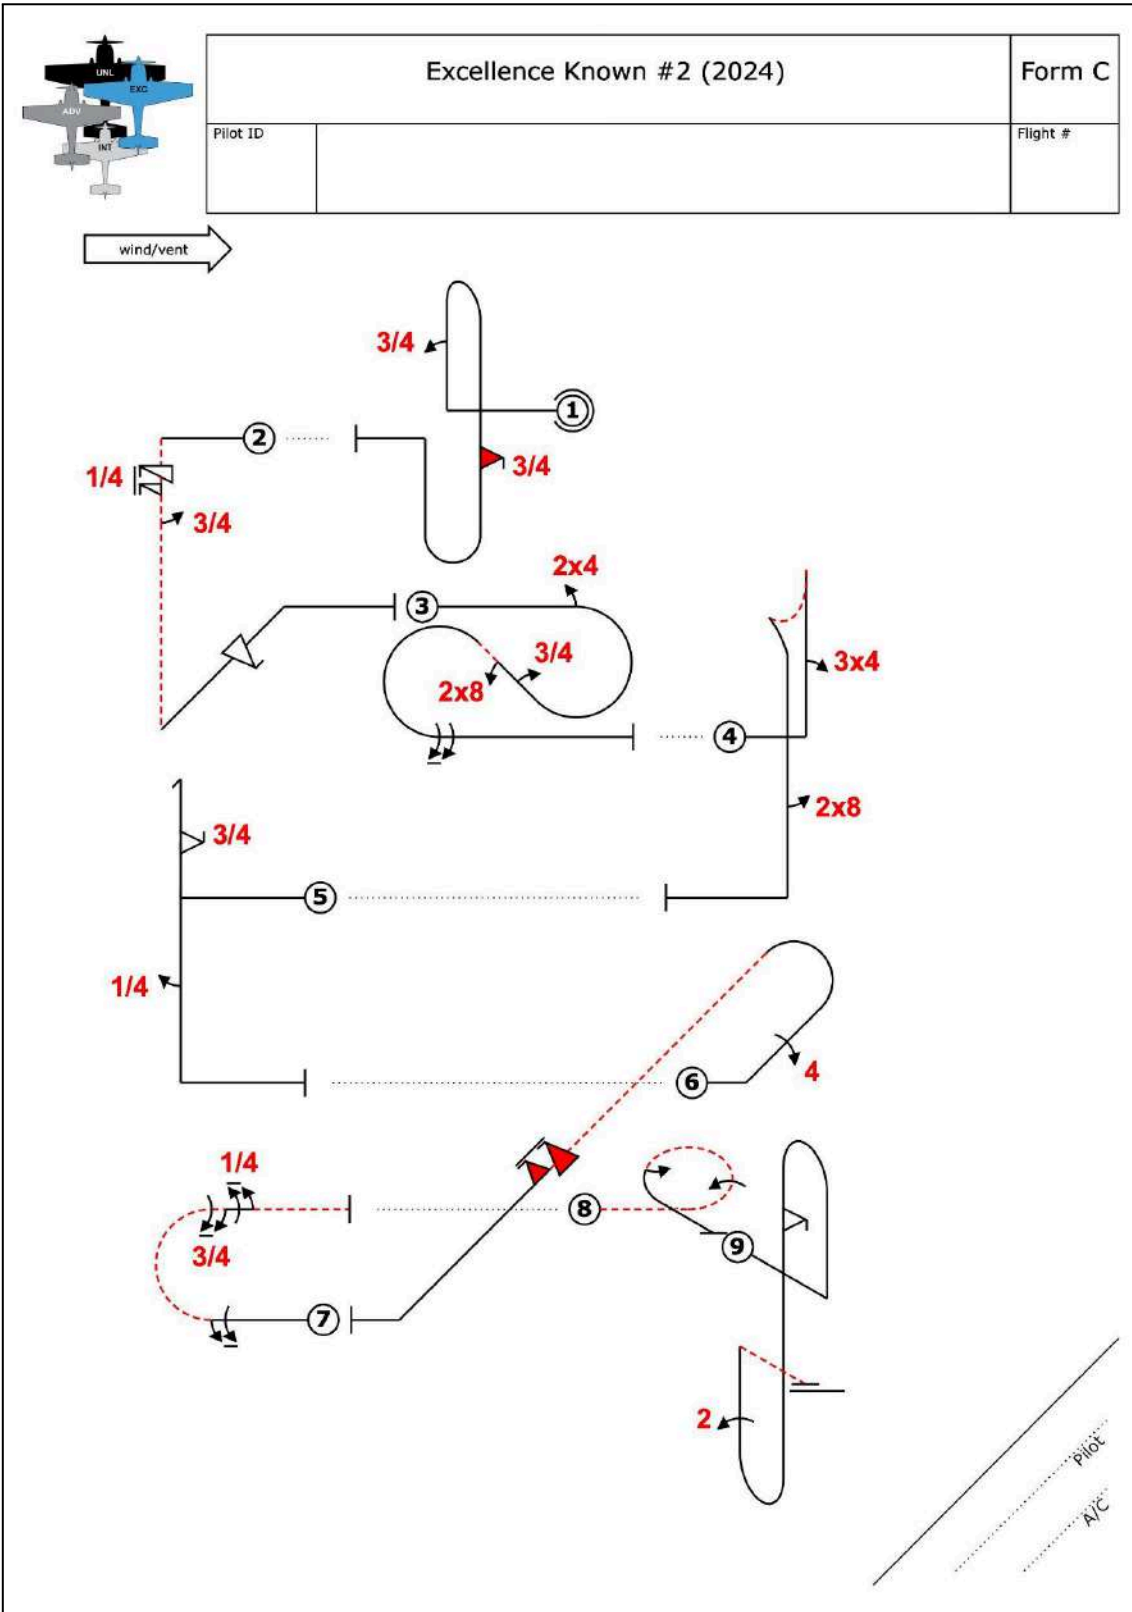 UNL
EXC
ADV
INT
Excellence Known #2 (2024)
Form C
Pilot ID
Flight #
wind/vent
3/4
1
2
3/4
1/4
3/4
2x4
3
3/4
3x4
2x8
4
2x8
3/4
5
1/4
6
4
1/4
8
3/4
9
7
2
Pilot
A/C